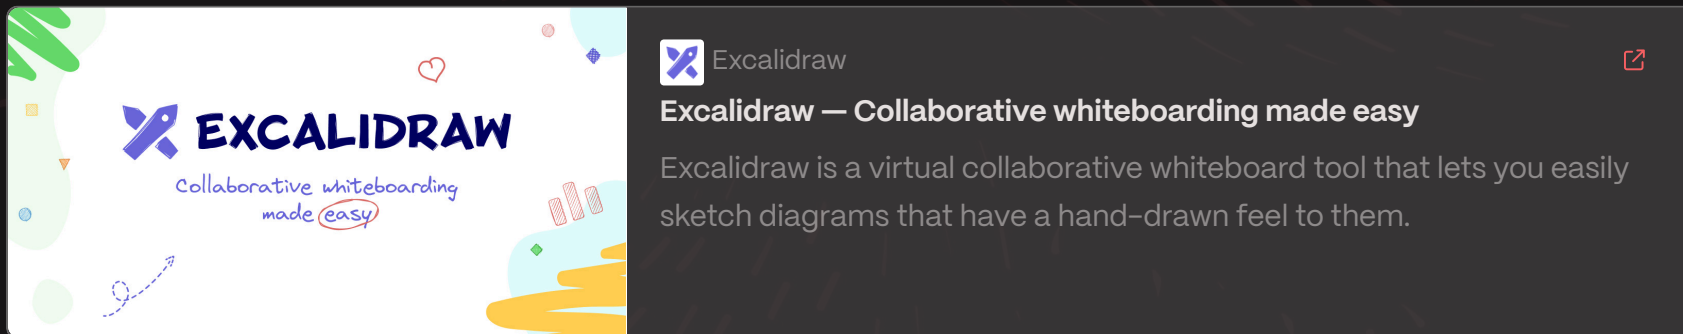 EXCALIDRAW
Collaborative whiteboarding
made easy
Excalidraw
Excalidraw — Collaborative whiteboarding made easy
Excalidraw is a virtual collaborative whiteboard tool that lets you easily
sketch diagrams that have a hand-drawn feel to them.